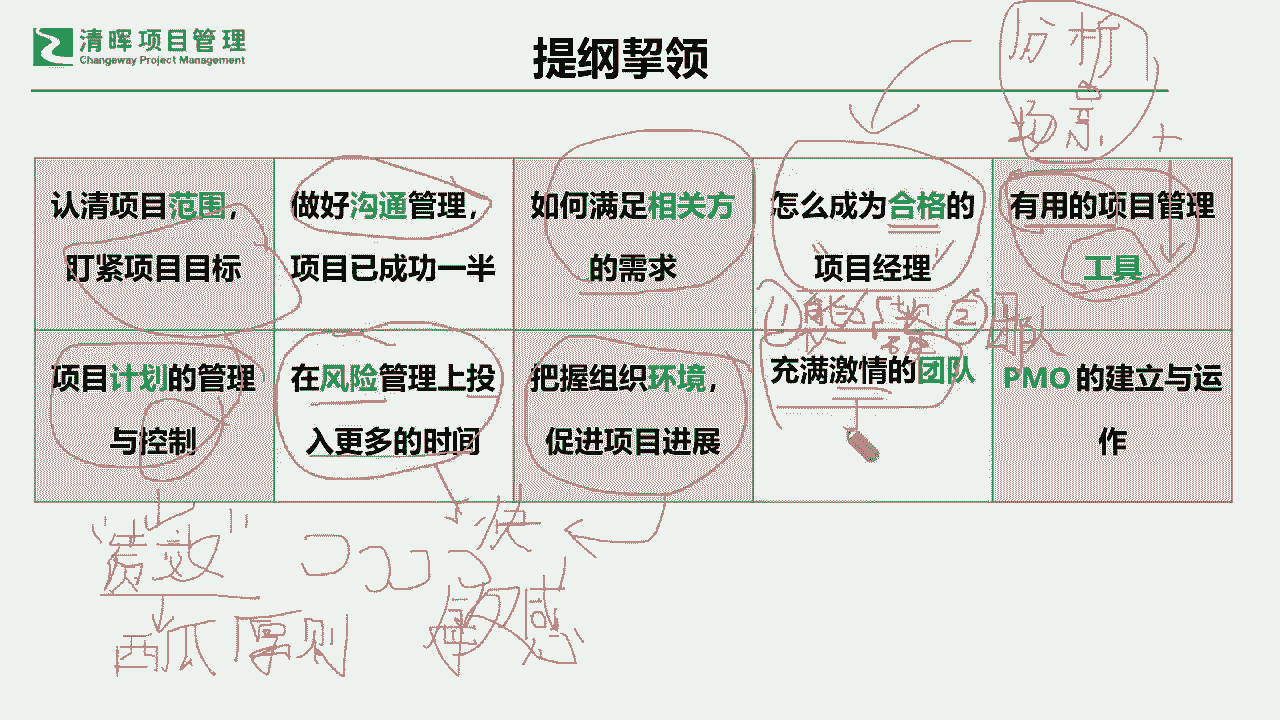 清晖项目管理
Changeway Project Management
提纲挈领
分析
场景 +
认清项目范围，
盯紧项目目标
做好沟通管理，
项目已成功一半
如何满足相关方
的需求
怎么成为合格的
项目经理
有用的项目管理
工具
① ② 团队
项目计划的管理
与控制
在风险管理上投
入更多的时间
把握组织环境，
促进项目进展
充满激情的团队
PMO 的建立与运
作
快
敏感
西瓜 原则